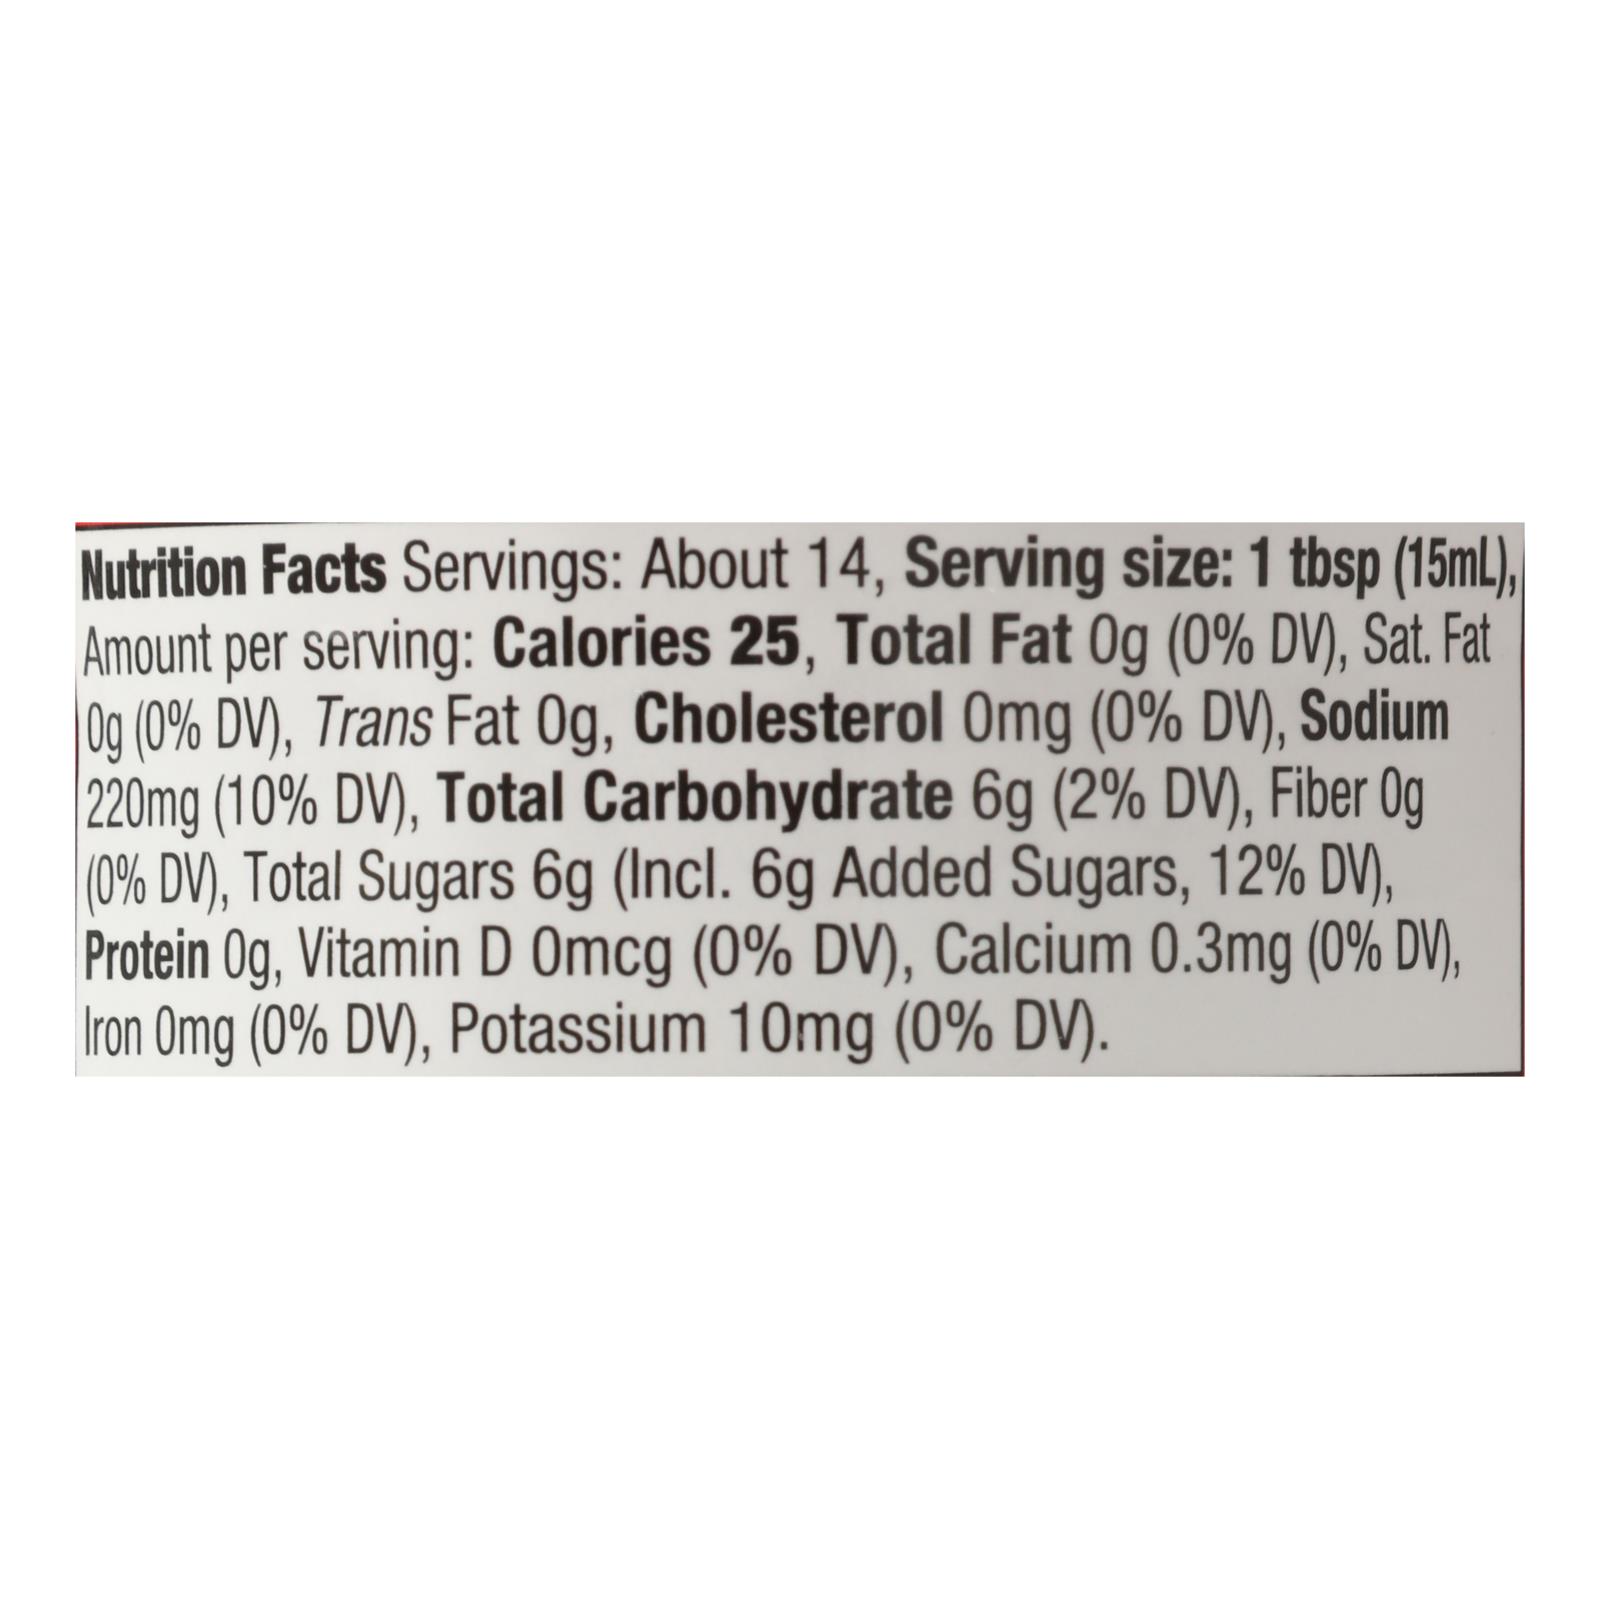 Nutrition Facts Servings: About 14, Serving size: 1 tbsp (15mL),
Amount per serving: Calories 25, Total Fat 0g (0% DV), Sat. Fat
0g (0% DV), Trans Fat 0g, Cholesterol 0mg (0% DV), Sodium
220mg (10% DV), Total Carbohydrate 6g (2% DV), Fiber 0g
(0% DV), Total Sugars 6g (Incl. 6g Added Sugars, 12% DV),
Protein 0g, Vitamin D 0mcg (0% DV), Calcium 0.3mg (0% DV),
Iron 0mg (0% DV), Potassium 10mg (0% DV).